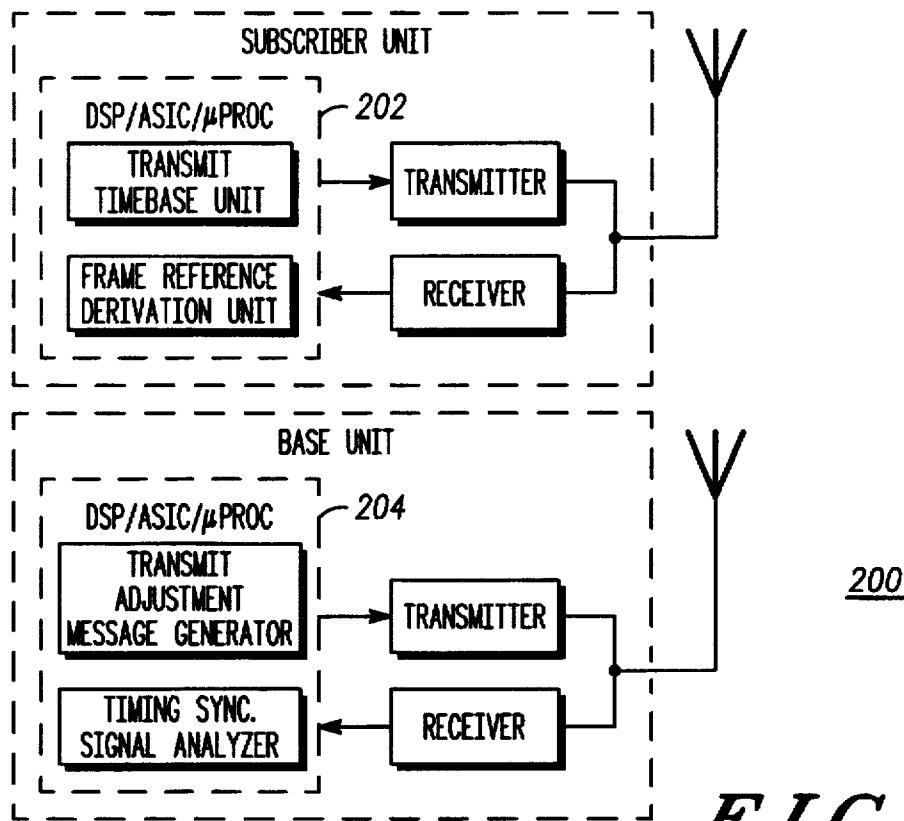 SUBSCRIBER UNIT
DSP/ASIC/μPROC
202
TRANSMIT
TIMEBASE UNIT
TRANSMITTER
FRAME REFERENCE
DERIVATION UNIT
RECEIVER
BASE UNIT
DSP/ASIC/μPROC
204
TRANSMIT
ADJUSTMENT
MESSAGE GENERATOR
TRANSMITTER
200
TIMING SYNC.
SIGNAL ANALYZER
RECEIVER